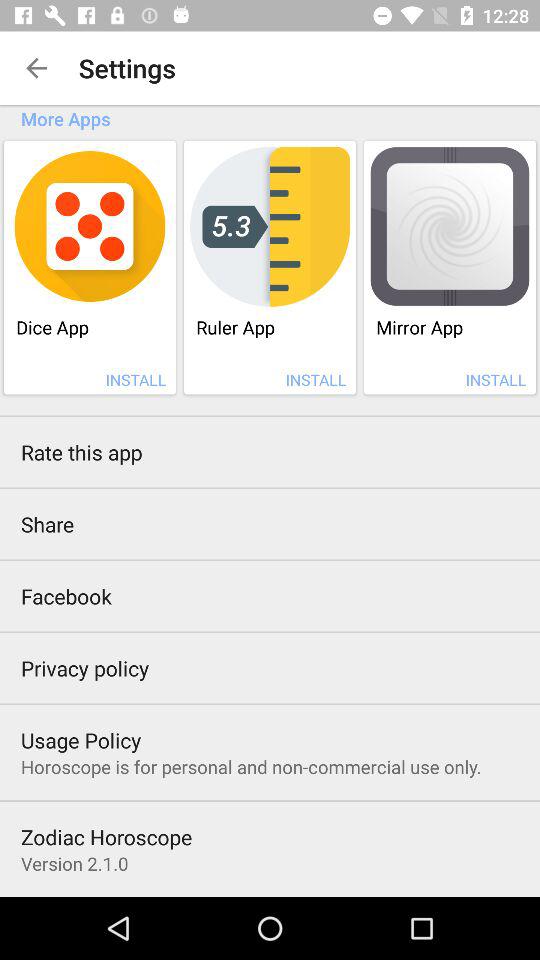 12:28
Settings
More Apps
5.3
Dice App
Ruler App
Mirror App
INSTALL
INSTALL
INSTALL
Rate this app
Share
Facebook
Privacy policy
Usage Policy
Horoscope is for personal and non-commercial use only.
Zodiac Horoscope
Version 2.1.0